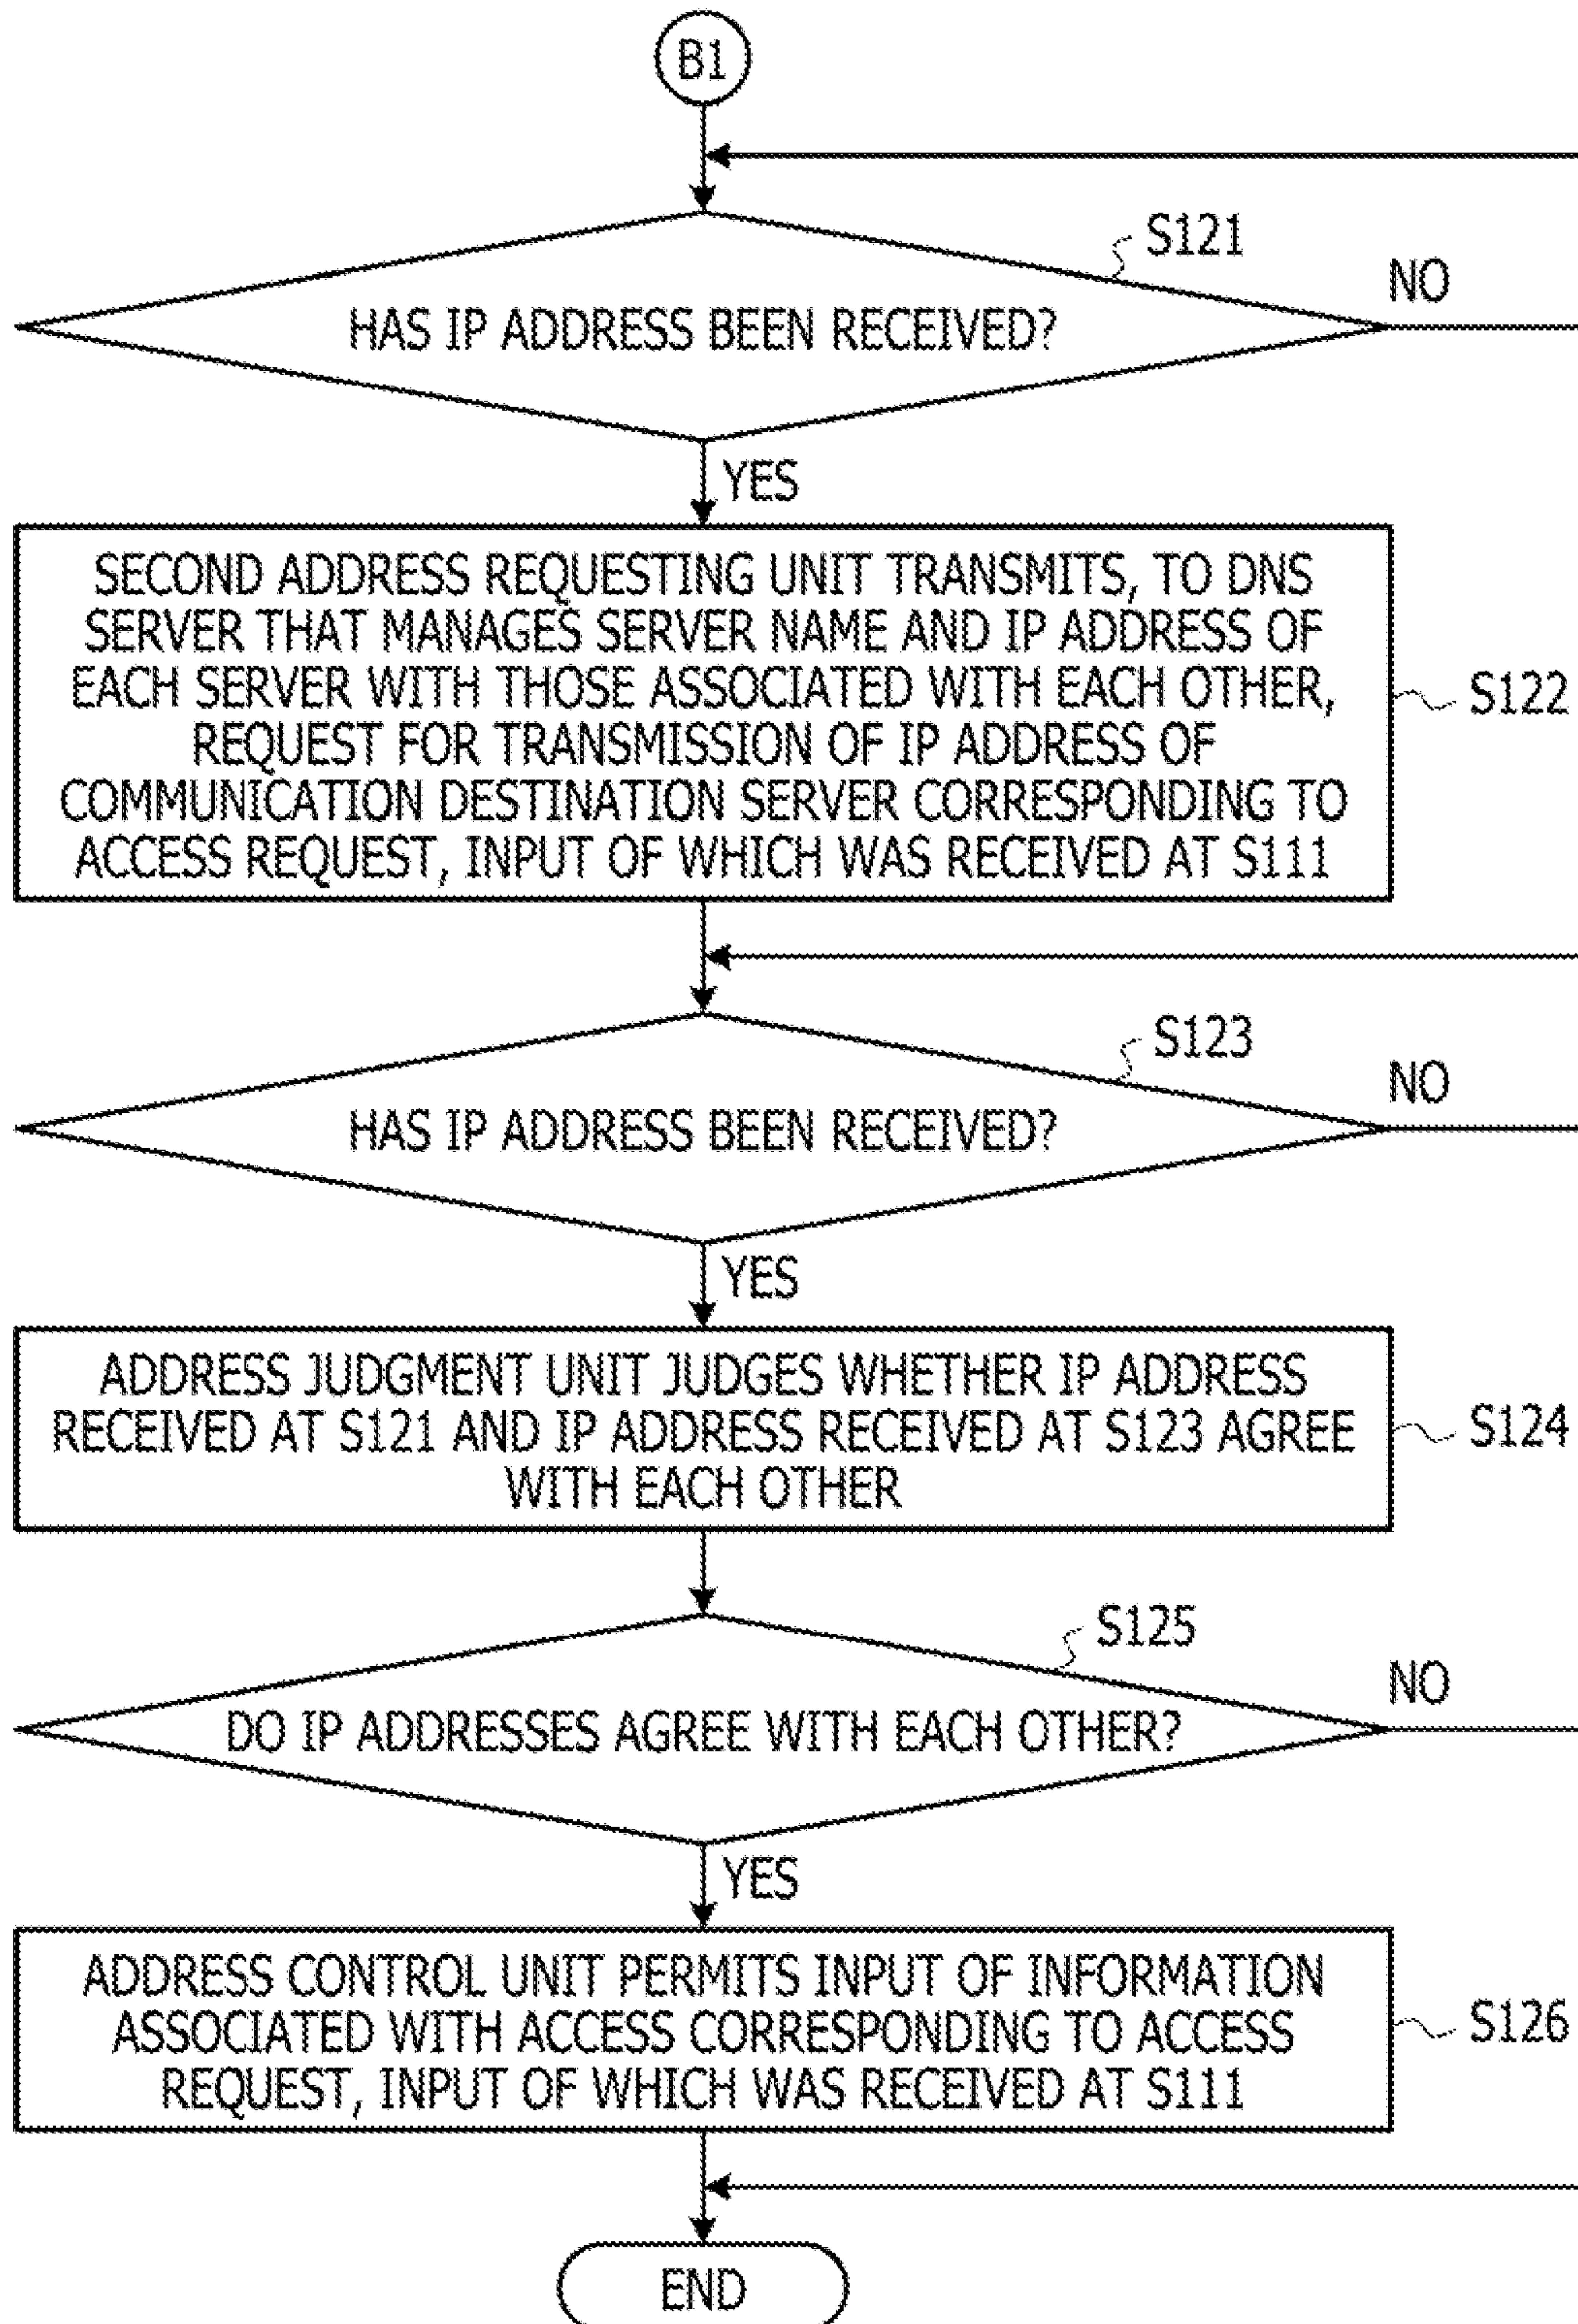 B1
S121
NO
HAS IP ADDRESS BEEN RECEIVED?
YES
SECOND ADDRESS REQUESTING UNIT TRANSMITS, TO DNS
SERVER THAT MANAGES SERVER NAME AND IP ADDRESS OF
EACH SERVER WITH THOSE ASSOCIATED WITH EACH OTHER,
REQUEST FOR TRANSMISSION OF IP ADDRESS OF
COMMUNICATION DESTINATION SERVER CORRESPONDING TO
ACCESS REQUEST, INPUT OF WHICH WAS RECEIVED AT S111
S122
S123
NO
HAS IP ADDRESS BEEN RECEIVED?
YES
ADDRESS JUDGMENT UNIT JUDGES WHETHER IP ADDRESS
RECEIVED AT S121 AND IP ADDRESS RECEIVED AT S123 AGREE
WITH EACH OTHER
S124
S125
NO
DO IP ADDRESSES AGREE WITH EACH OTHER?
YES
ADDRESS CONTROL UNIT PERMITS INPUT OF INFORMATION
ASSOCIATED WITH ACCESS CORRESPONDING TO ACCESS
REQUEST, INPUT OF WHICH WAS RECEIVED AT S111
S126
END